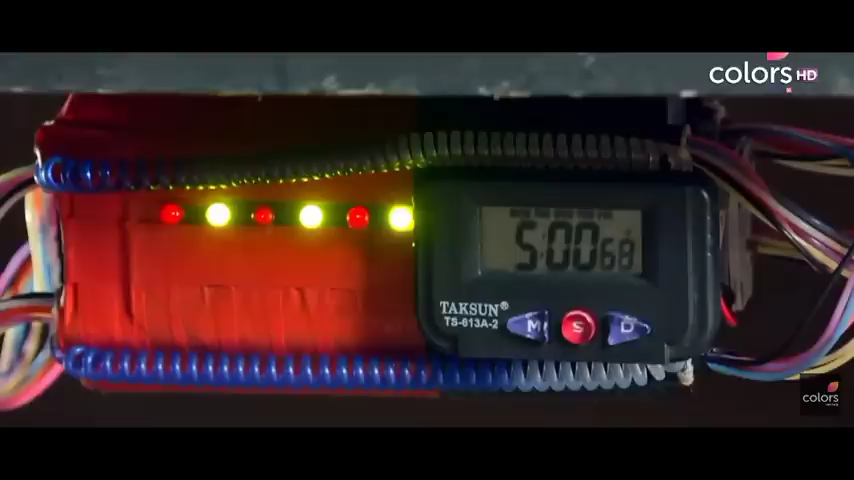 colors HD
5:00 68
TAKSUN®
TS-613A-2
M S D
colors